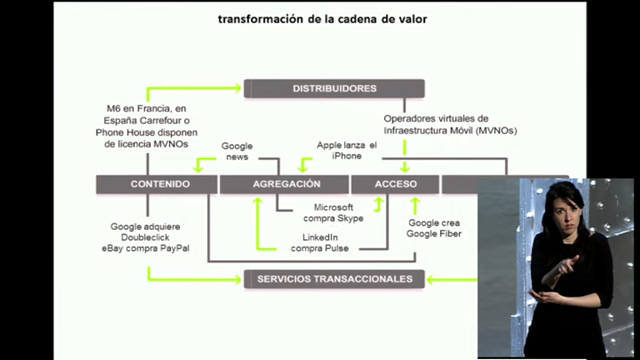 transformación de la cadena de valor
DISTRIBUIDORES
M6 en Francia, en
España Carrefour o
Phone House disponen
de licencia MVNOs
Operadores virtuales de
Infraestructura Móvil (MVNOs)
Google
news
Apple lanza el
iPhone
CONTENIDO
AGREGACIÓN
ACCESO
Google adquiere
Doubleclick
eBay compra PayPal
Microsoft
compra Skype
LinkedIn
compra Pulse
Google crea
Google Fiber
SERVICIOS TRANSACCIONALES